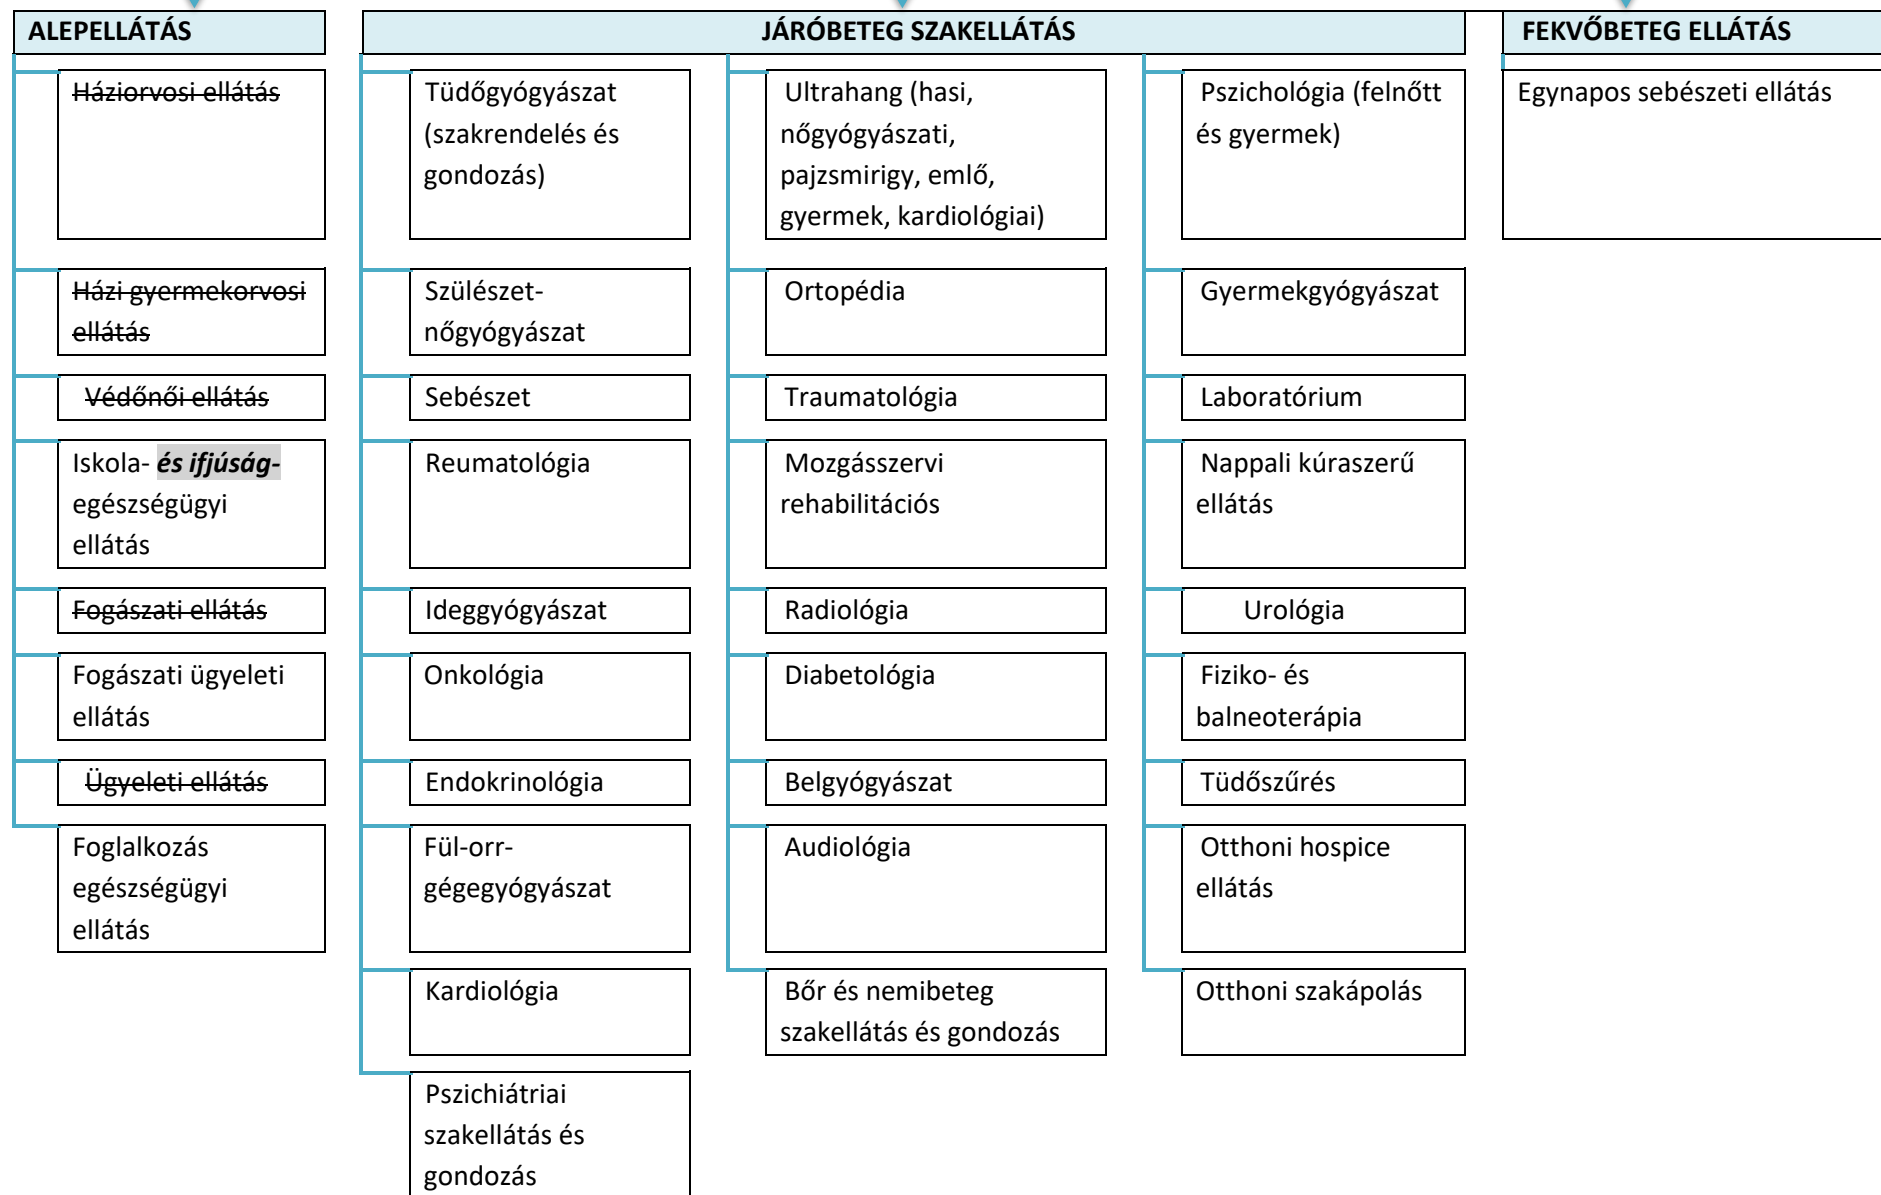 ALEPELLÁTÁS
Háziorvosi ellátás
Házi gyermekorvosi
ellátás
Védőnői ellátás
Iskola- és ifjúság-
egészségügyi
ellátás
Fogászati ellátás
Fogászati ügyeleti
ellátás
Ügyeleti ellátás
Foglalkozás
egészségügyi
ellátás
JÁRÓBETEG SZAKELLÁTÁS
Tüdőgyógyászat
(szakrendelés és
gondozás)
Szülészet-
nőgyógyászat
Sebészet
Reumatológia
Ideggyógyászat
Onkológia
Endokrinológia
Fül-orr-
gégegyógyászat
Kardiológia
Pszichiátriai
szakellátás és
gondozás
Ultrahang (hasi,
nőgyógyászati,
pajzsmirigy, emlő,
gyermek, kardiológiai)
Ortopédia
Traumatológia
Mozgásszervi
rehabilitációs
Radiológia
Diabetológia
Belgyógyászat
Audiológia
Bőr és nemibeteg
szakellátás és gondozás
Pszichológia (felnőtt
és gyermek)
Gyermekgyógyászat
Laboratórium
Nappali kúraszerű
ellátás
Urológia
Fiziko- és
balneoterápia
Tüdőszűrés
Otthoni hospice
ellátás
Otthoni szakápolás
FEKVŐBETEG ELLÁTÁS
Egynapos sebészeti ellátás